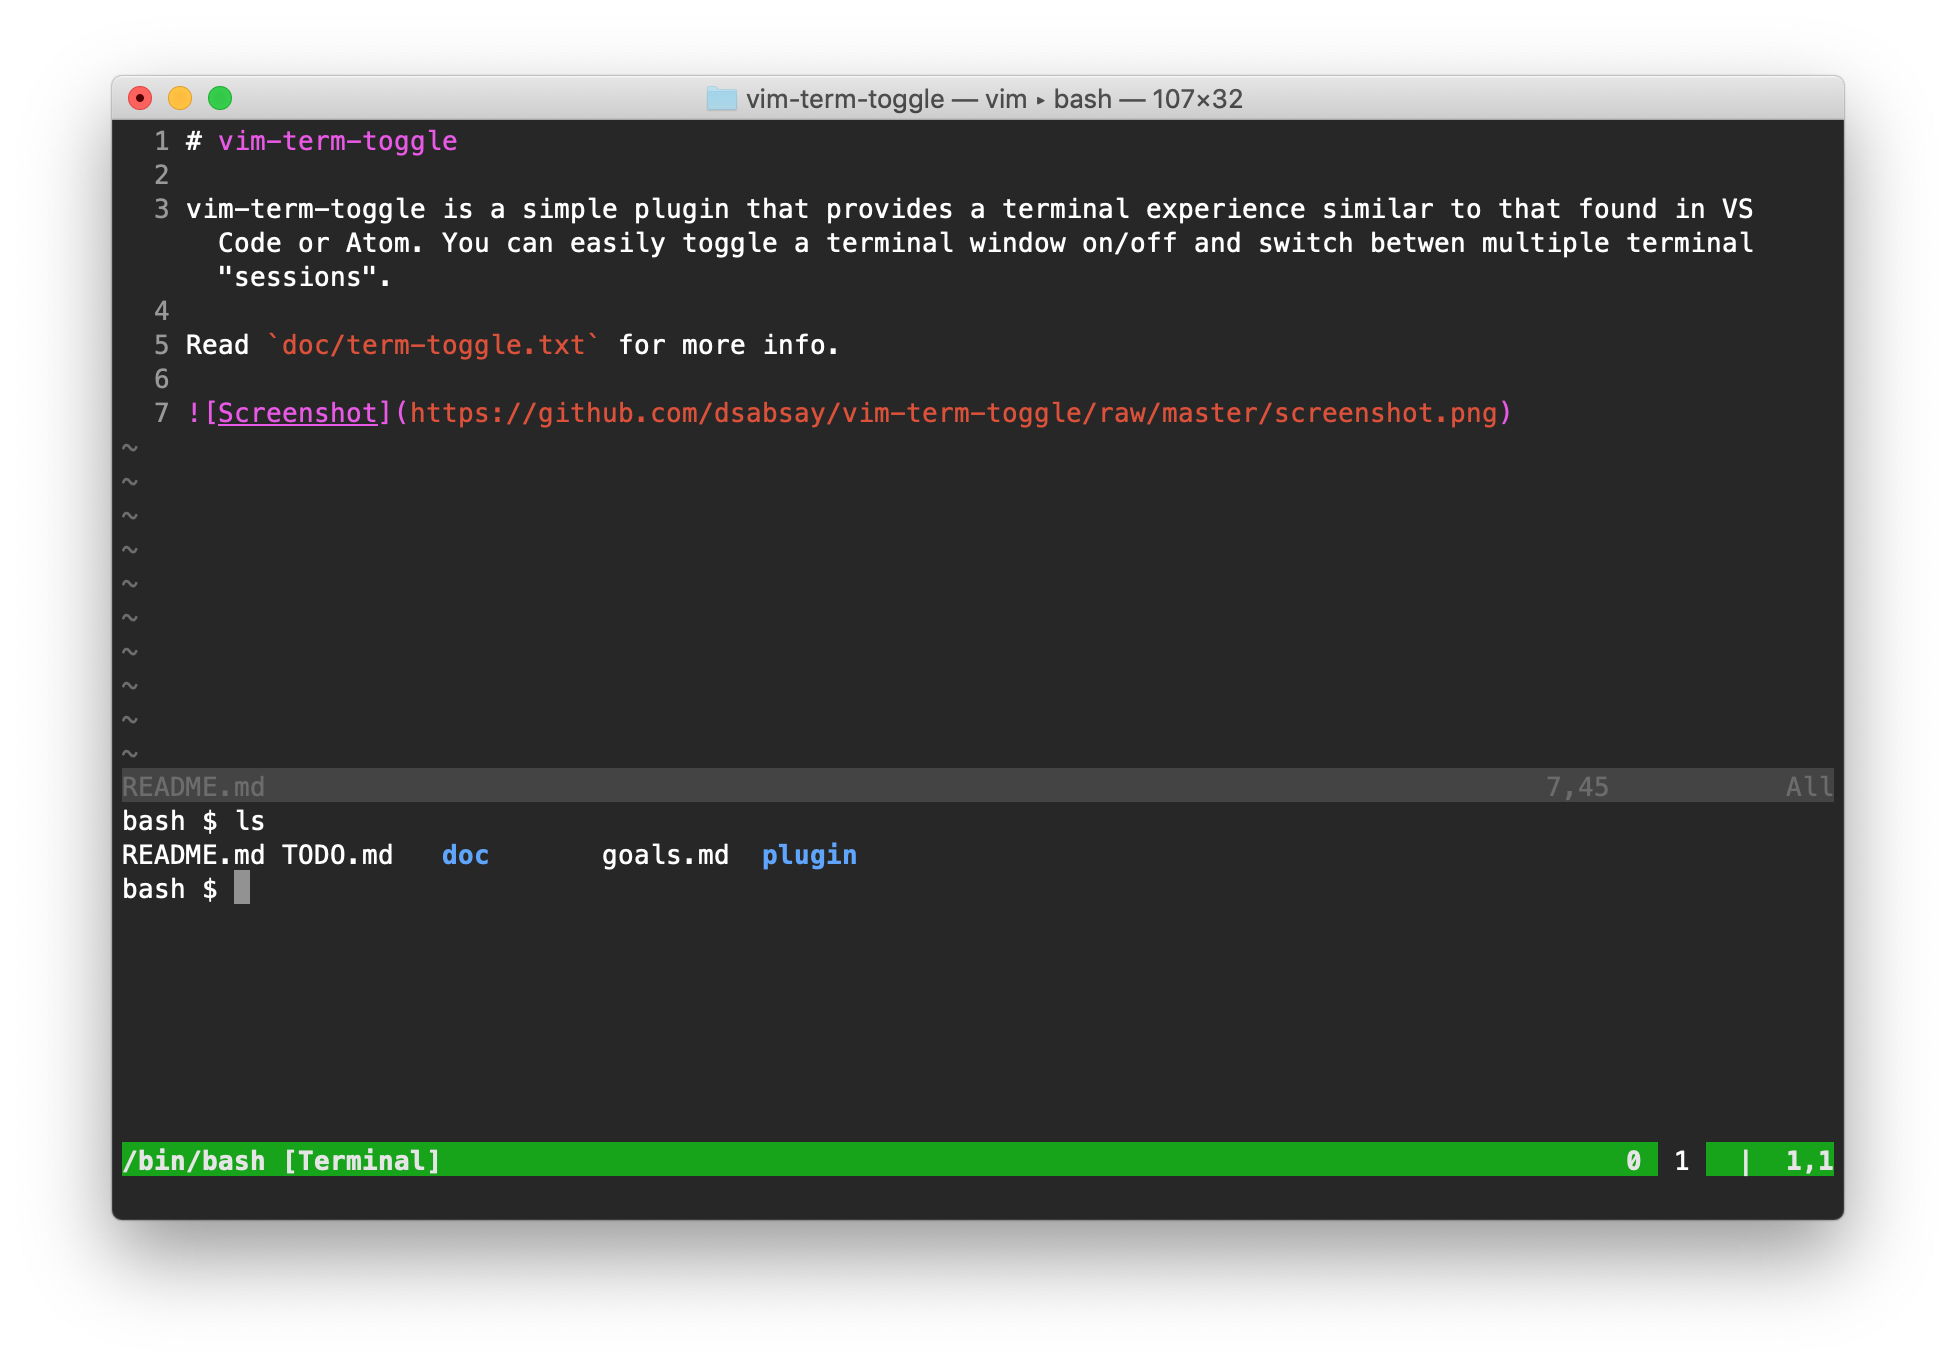 vim-term-toggle — vim ▸ bash — 107×32
1 # vim-term-toggle
2
3 vim-term-toggle is a simple plugin that provides a terminal experience similar to that found in VS
Code or Atom. You can easily toggle a terminal window on/off and switch betwen multiple terminal
"sessions".
4
5 Read `doc/term-toggle.txt` for more info.
6
7 ![Screenshot](https://github.com/dsabsay/vim-term-toggle/raw/master/screenshot.png)
~
~
~
~
~
~
~
~
~
~
README.md 7,45 All
bash $ ls
README.md TODO.md doc goals.md plugin
bash $
/bin/bash [Terminal] 0 1 | 1,1